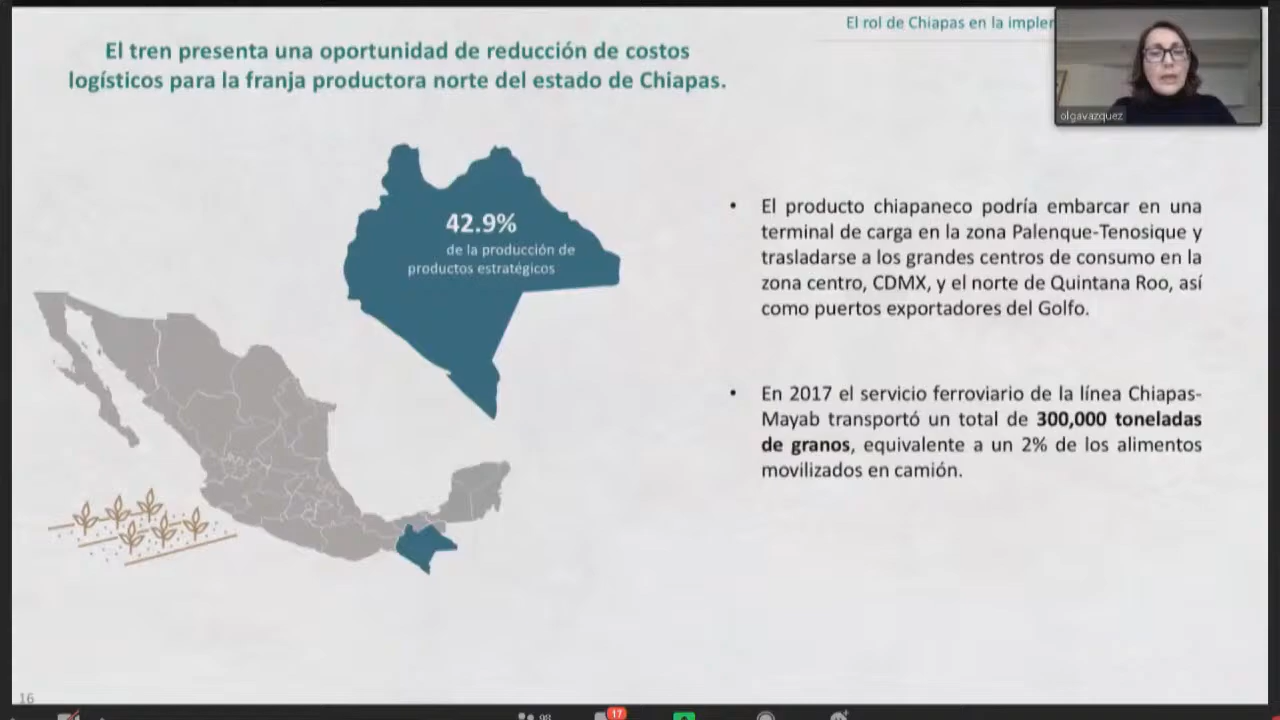 El rol de Chiapas en la imple
El tren presenta una oportunidad de reducción de costos
logísticos para la franja productora norte del estado de Chiapas.
olgavazquez
42.9%
de la producción de
productos estratégicos
• El producto chiapaneco podría embarcar en una
terminal de carga en la zona Palenque-Tenosique y
trasladarse a los grandes centros de consumo en la
zona centro, CDMX, y el norte de Quintana Roo, así
como puertos exportadores del Golfo.
• En 2017 el servicio ferroviario de la línea Chiapas-
Mayab transportó un total de 300,000 toneladas
de granos, equivalente a un 2% de los alimentos
movilizados en camión.
16
17